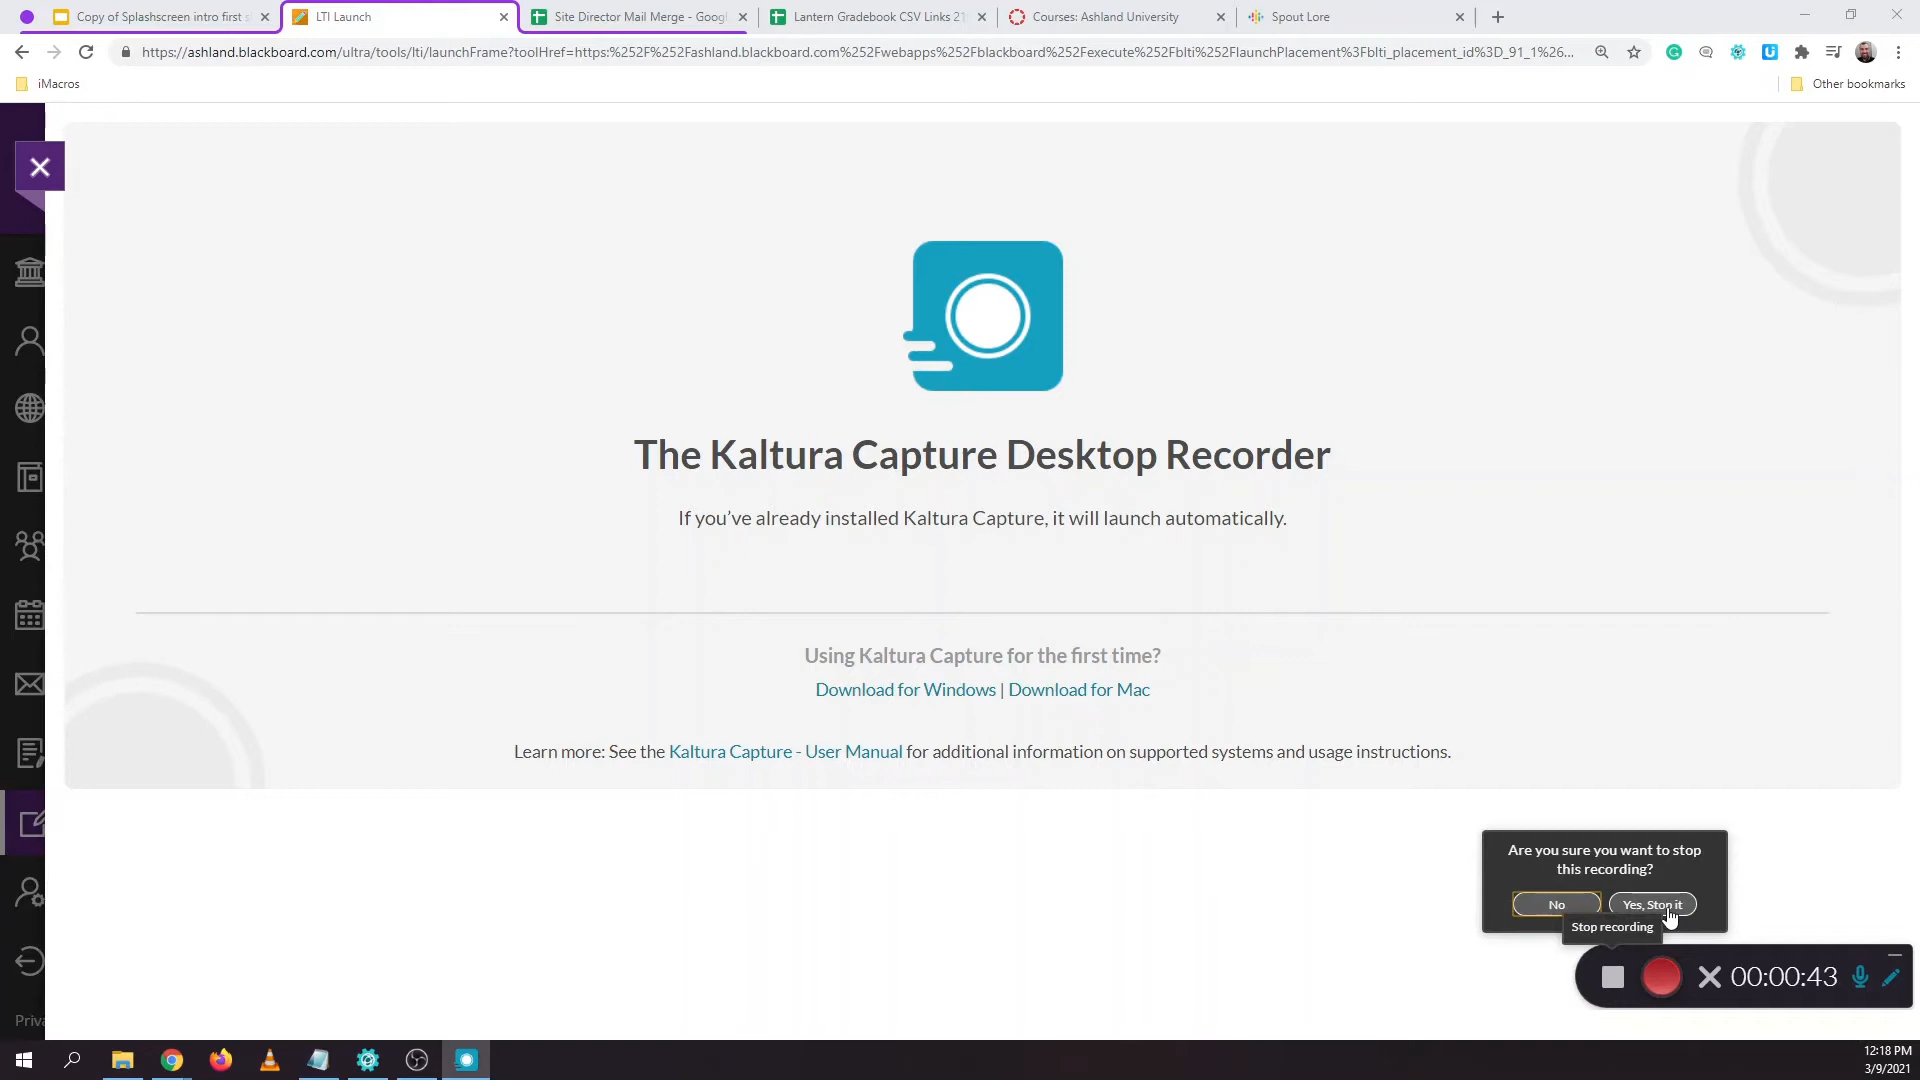 Copy of Splashscreen intro first s
LTI Launch
Site Director Mail Merge - Googl
Lantern Gradebook CSV Links 21
Courses: Ashland University
Spout Lore
https://ashland.blackboard.com/ultra/tools/lti/launchFrame?toolHref=https:%252F%252Fashland.blackboard.com%252Fwebapps%252Fblackboard%252Fexecute%252Fblti%252FlaunchPlacement%3Fblti_placement_id%3D_91_1%26...
iMacros
Other bookmarks
The Kaltura Capture Desktop Recorder
If you've already installed Kaltura Capture, it will launch automatically.
Using Kaltura Capture for the first time?
Download for Windows | Download for Mac
Learn more: See the Kaltura Capture - User Manual for additional information on supported systems and usage instructions.
Are you sure you want to stop
this recording?
No
Yes, Stop it
Stop recording
00:00:43
Priva
12:18 PM
3/9/2021